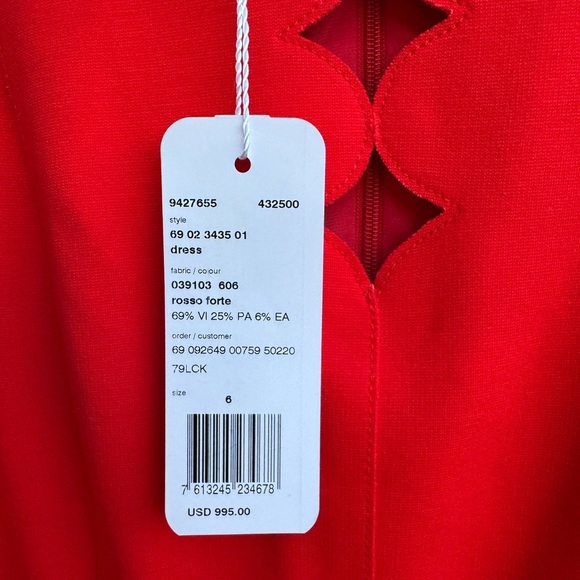 9427655 432500
style
69 02 3435 01
dress
fabric / colour
039103 606
rosso forte
69% VI 25% PA 6% EA
order / customer
69 092649 00759 50220
79LCK
size
6
7 613245 234678
USD 995.00